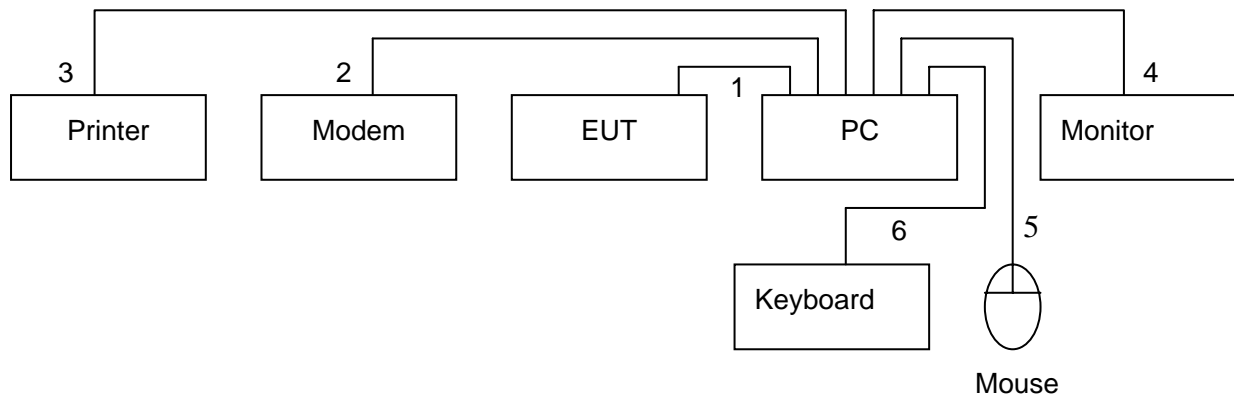 3
2
1
4
Printer
Modem
EUT
PC
Monitor
6
5
Keyboard
Mouse